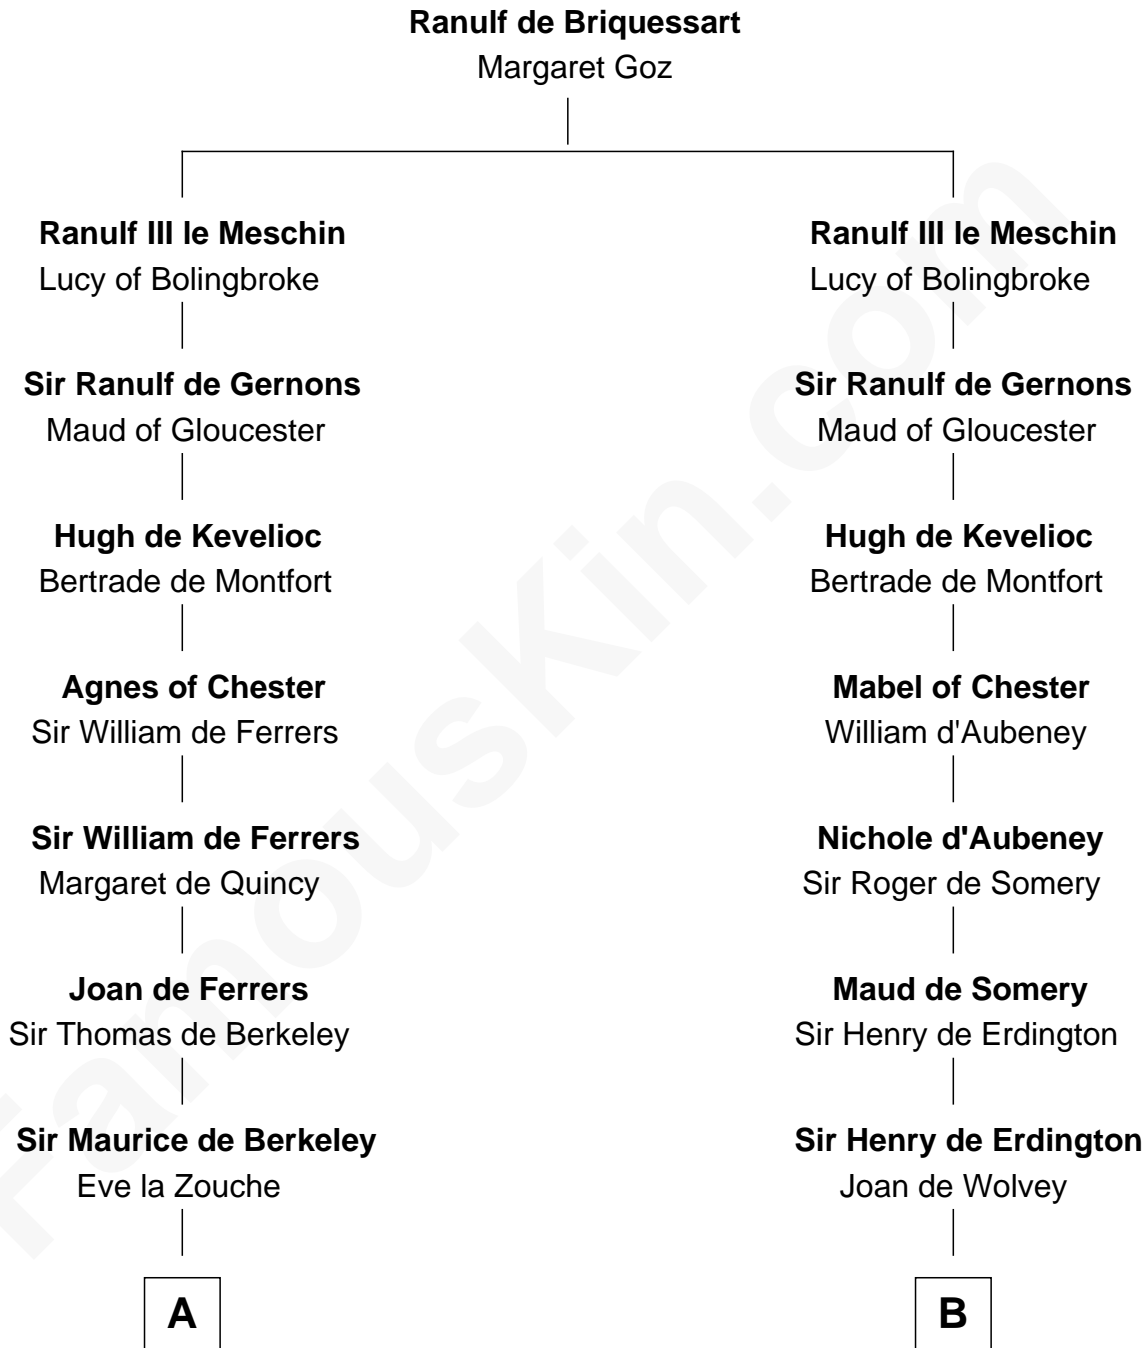 Ranulf de Briquessart
Margaret Goz
Ranulf III le Meschin
Lucy of Bolingbroke
Ranulf III le Meschin
Lucy of Bolingbroke
Sir Ranulf de Gernons
Maud of Gloucester
Sir Ranulf de Gernons
Maud of Gloucester
Hugh de Kevelioc
Bertrade de Montfort
Hugh de Kevelioc
Bertrade de Montfort
Agnes of Chester
Sir William de Ferrers
Mabel of Chester
William d'Aubeney
Sir William de Ferrers
Margaret de Quincy
Nichole d'Aubeney
Sir Roger de Somery
Joan de Ferrers
Sir Thomas de Berkeley
Maud de Somery
Sir Henry de Erdington
Sir Maurice de Berkeley
Eve la Zouche
Sir Henry de Erdington
Joan de Wolvey
A
B
FamousKin.com